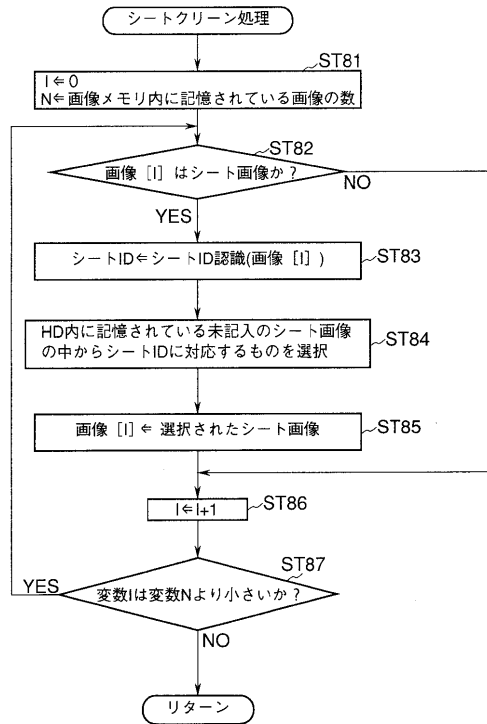 シートクリーン処理
ST81
I⇐0
N⇐画像メモリ内に記憶されている画像の数
ST82
画像［I］はシート画像か？
NO
YES
シートID⇐シートID認識(画像［I］)
ST83
HD内に記憶されている未記入のシート画像
の中からシートIDに対応するものを選択
ST84
画像［I］⇐ 選択されたシート画像
ST85
I⇐I+1
ST86
ST87
変数Iは変数Nより小さいか？
YES
NO
リターン